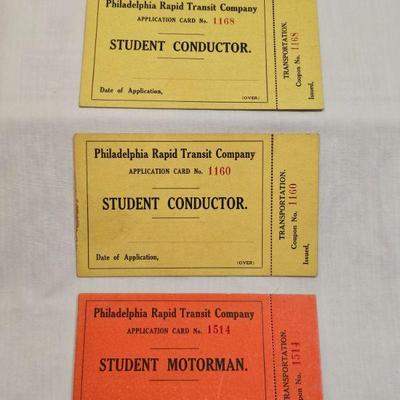 Philadelphia Rapid Transit Company
APPLICATION CARD No. 1168
STUDENT CONDUCTOR.
Date of Application,
(OVER)
TRANSPORTATION.
Coupon No. 1168
Issued,
Philadelphia Rapid Transit Company
APPLICATION CARD No. 1160
STUDENT CONDUCTOR.
Date of Application,
(OVER)
TRANSPORTATION.
Coupon No. 1160
Issued,
Philadelphia Rapid Transit Company
APPLICATION CARD No. 1514
STUDENT MOTORMAN.
TRANSPORTATION.
Coupon No. 1514